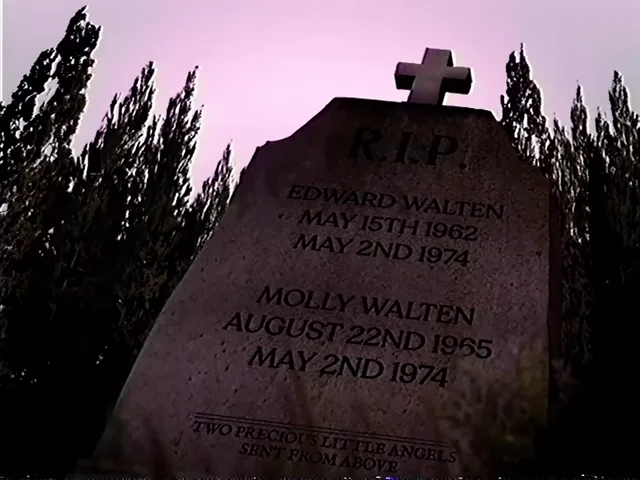 R.I.P.
EDWARD WALTEN
MAY 15TH 1962
MAY 2ND 1974
MOLLY WALTEN
AUGUST 22ND 1965
MAY 2ND 1974
TWO PRECIOUS LITTLE ANGELS
SENT FROM ABOVE